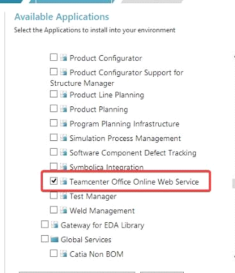 Available Applications
Select the Applications to install into your environment
Product Configurator
Product Configurator Support for
Structure Manager
Product Line Planning
Product Planning
Program Planning Infrastructure
Simulation Process Management
Software Component Defect Tracking
Symbolica Integration
Teamcenter Office Online Web Service
Test Manager
Weld Management
Gateway for EDA Library
Global Services
Catia Non BOM